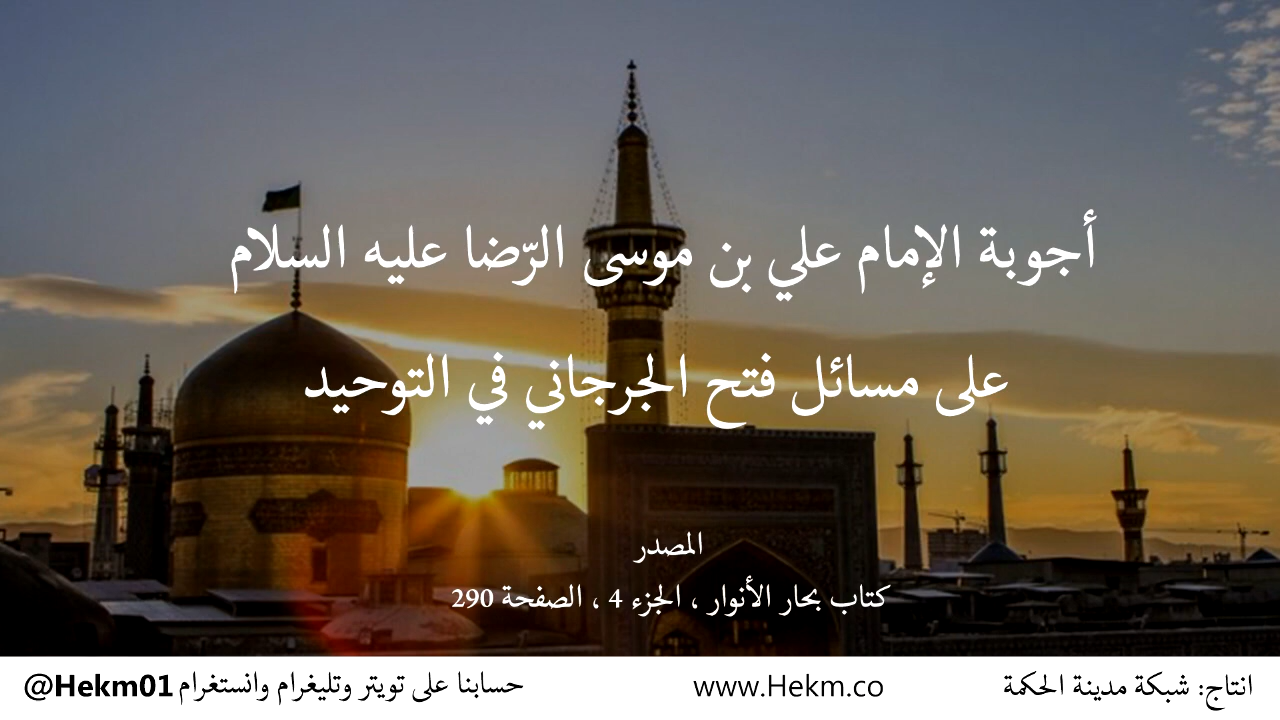 أجوبة الإمام علي بن موسى الرّضا عليه السلام
على مسائل فتح الجرجاني في التوحيد
المصدر
كتاب بحار الأنوار ، الجزء 4 ، الصفحة 290
انتاج: شبكة مدينة الحكمة
www.Hekm.co
حسابنا على تويتر وتليغرام وانستغرام @Hekm01